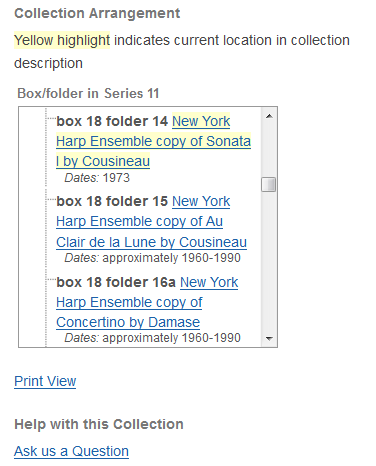 Collection Arrangement
Yellow highlight indicates current location in collection
description
Box/folder in Series 11
box 18 folder 14 New York
Harp Ensemble copy of Sonata
I by Cousineau
Dates: 1973
box 18 folder 15 New York
Harp Ensemble copy of Au
Clair de la Lune by Cousineau
Dates: approximately 1960-1990
box 18 folder 16a New York
Harp Ensemble copy of
Concertino by Damase
Dates: approximately 1960-1990
Print View
Help with this Collection
Ask us a Question